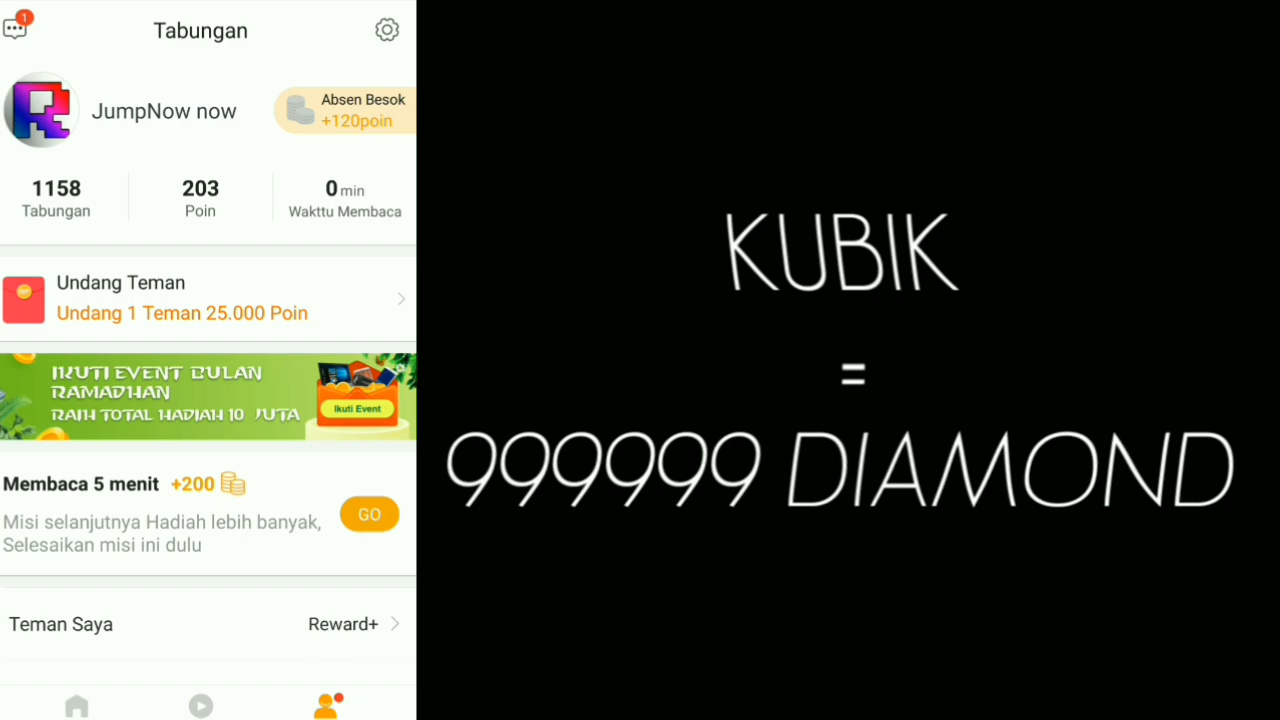 1
Tabungan
JumpNow now
Absen Besok
+120poin
1158
Tabungan
203
Poin
0 min
Wakttu Membaca
Undang Teman
Undang 1 Teman 25.000 Poin
IKUTI EVENT BULAN
RAMADHAN
RAIH TOTAL HADIAH 10 JUTA
Ikuti Event
Membaca 5 menit +200
Misi selanjutnya Hadiah lebih banyak,
Selesaikan misi ini dulu
GO
Teman Saya
Reward+
KUBIK
=
999999 DIAMOND